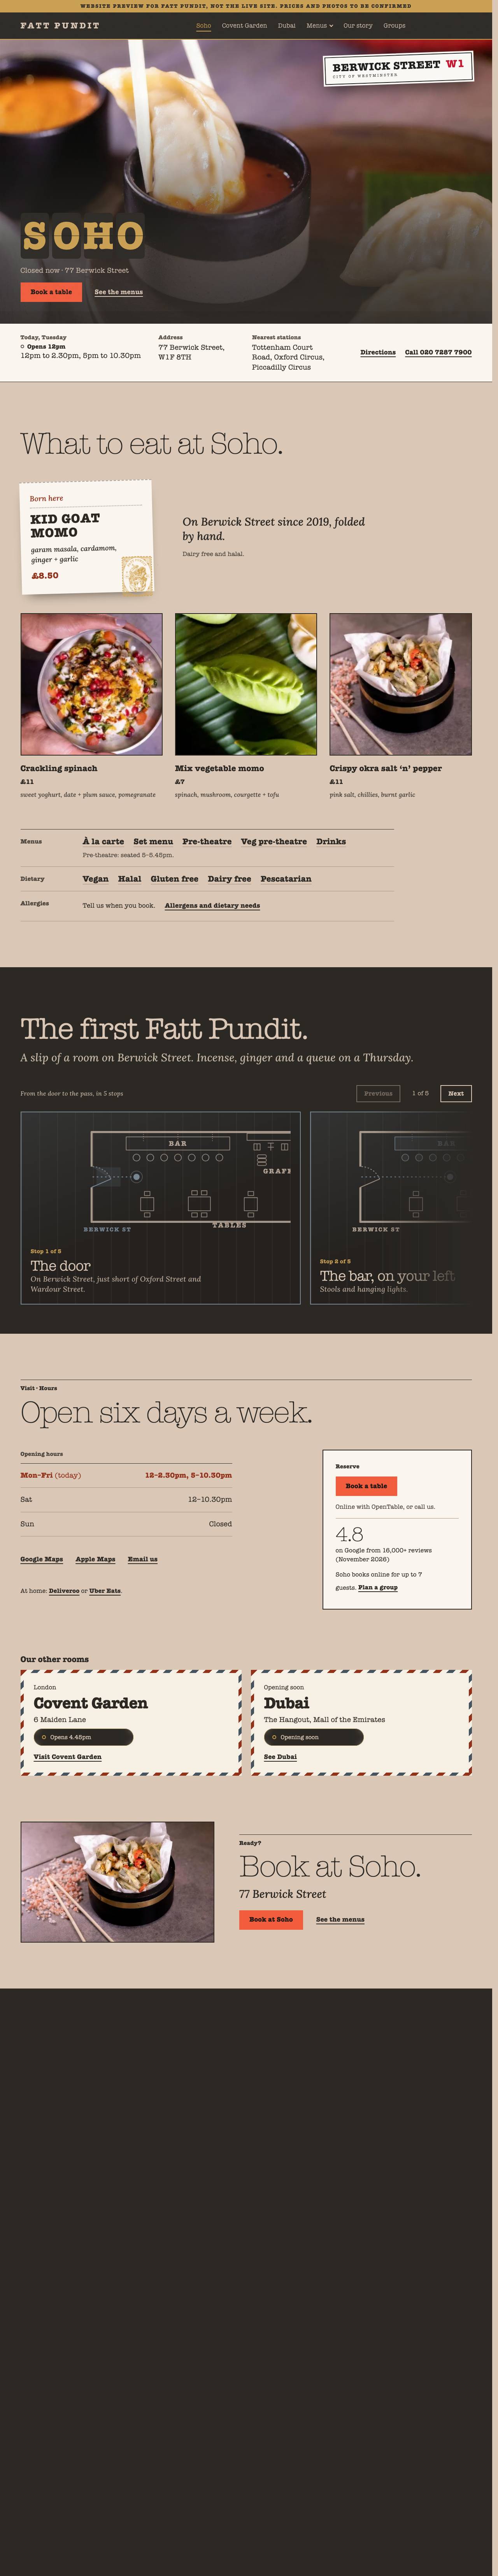 WEBSITE PREVIEW FOR FATT PUNDIT, NOT THE LIVE SITE. PRICES AND PHOTOS TO BE CONFIRMED
FATT PUNDIT
Soho Covent Garden Dubai Menus Our story Groups
BERWICK STREET W1
CITY OF WESTMINSTER
SOHO
Closed now · 77 Berwick Street
Book a table See the menus
Today, Tuesday
Opens 12pm
12pm to 2.30pm, 5pm to 10.30pm
Address
77 Berwick Street,
W1F 8TH
Nearest stations
Tottenham Court
Road, Oxford Circus,
Piccadilly Circus
Directions Call 020 7287 7900
What to eat at Soho.
Born here
KID GOAT
MOMO
garam masala, cardamom,
ginger + garlic
£8.50
On Berwick Street since 2019, folded
by hand.
Dairy free and halal.
Crackling spinach
£11
sweet yoghurt, date + plum sauce, pomegranate
Mix vegetable momo
£7
spinach, mushroom, courgette + tofu
Crispy okra salt ‘n’ pepper
£11
pink salt, chillies, burnt garlic
Menus
À la carte Set menu Pre-theatre Veg pre-theatre Drinks
Pre-theatre: seated 5–5.45pm.
Dietary
Vegan Halal Gluten free Dairy free Pescatarian
Allergies
Tell us when you book. Allergens and dietary needs
The first Fatt Pundit.
A slip of a room on Berwick Street. Incense, ginger and a queue on a Thursday.
From the door to the pass, in 5 stops
Previous 1 of 5 Next
BAR
GRAFF
BERWICK ST
TABLES
Stop 1 of 5
The door
On Berwick Street, just short of Oxford Street and
Wardour Street.
BAR
BERWICK ST
Stop 2 of 5
The bar, on your left
Stools and hanging lights.
Visit · Hours
Open six days a week.
Opening hours
Mon–Fri (today) 12–2.30pm, 5–10.30pm
Sat 12–10.30pm
Sun Closed
Google Maps Apple Maps Email us
At home: Deliveroo or Uber Eats.
Reserve
Book a table
Online with OpenTable, or call us.
4.8
on Google from 16,000+ reviews
(November 2026)
Soho books online for up to 7
guests. Plan a group
Our other rooms
London
Covent Garden
6 Maiden Lane
Opens 4.45pm
Visit Covent Garden
Opening soon
Dubai
The Hangout, Mall of the Emirates
Opening soon
See Dubai
Ready?
Book at Soho.
77 Berwick Street
Book at Soho See the menus